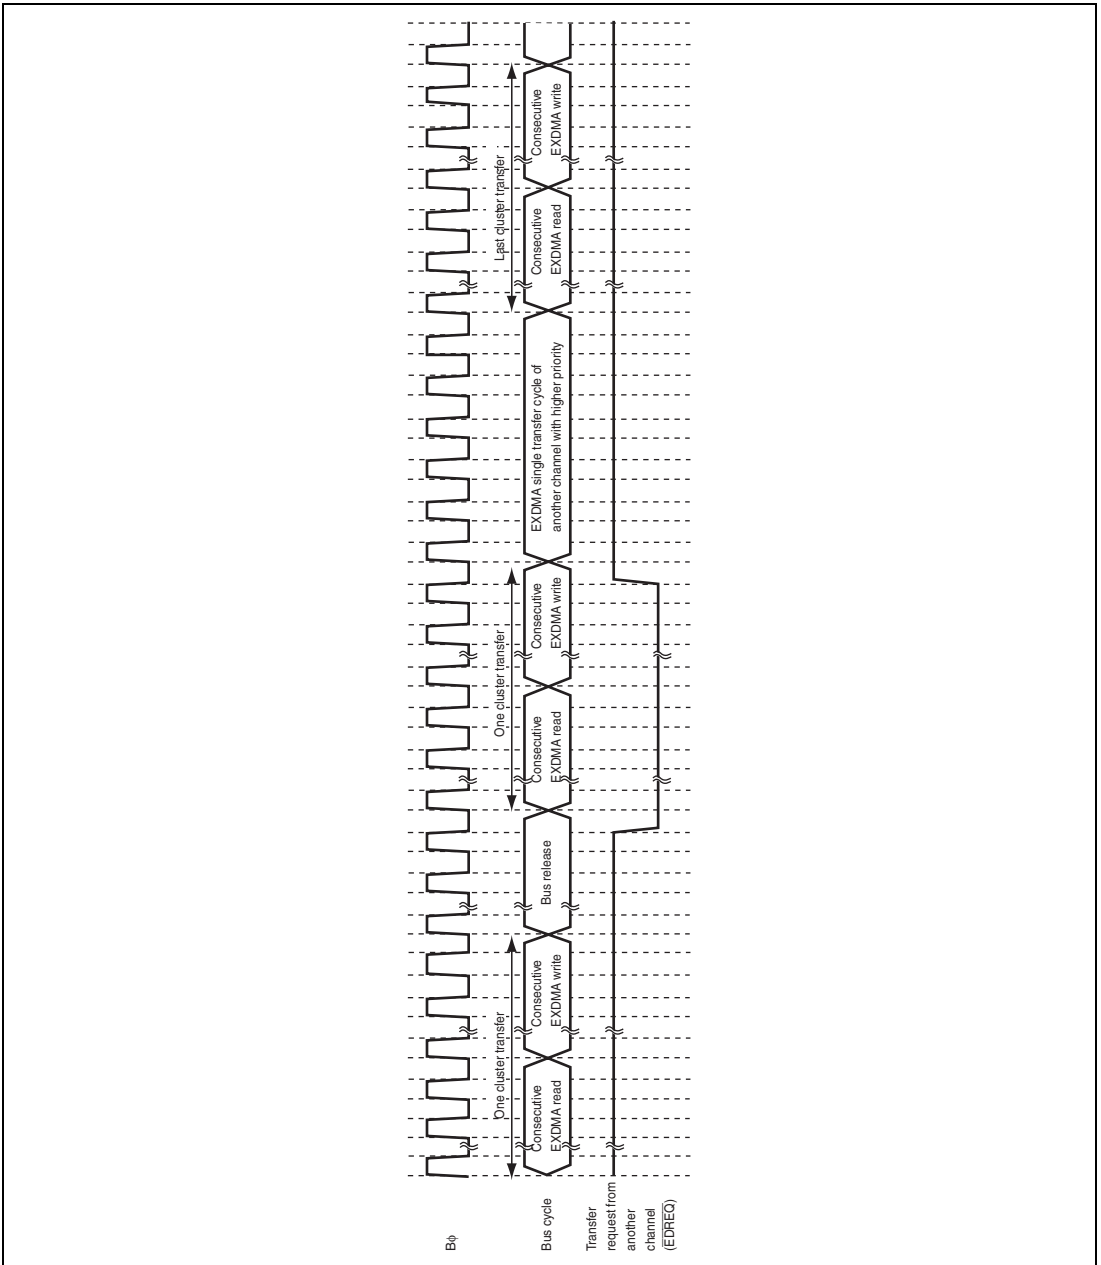 Bφ
One cluster transfer
One cluster transfer
Last cluster transfer
Bus cycle
Consecutive
EXDMA read
Consecutive
EXDMA write
Bus release
Consecutive
EXDMA read
Consecutive
EXDMA write
EXDMA single transfer cycle of
another channel with higher priority
Consecutive
EXDMA read
Consecutive
EXDMA write
Transfer
request from
another
channel
(EDREQ)